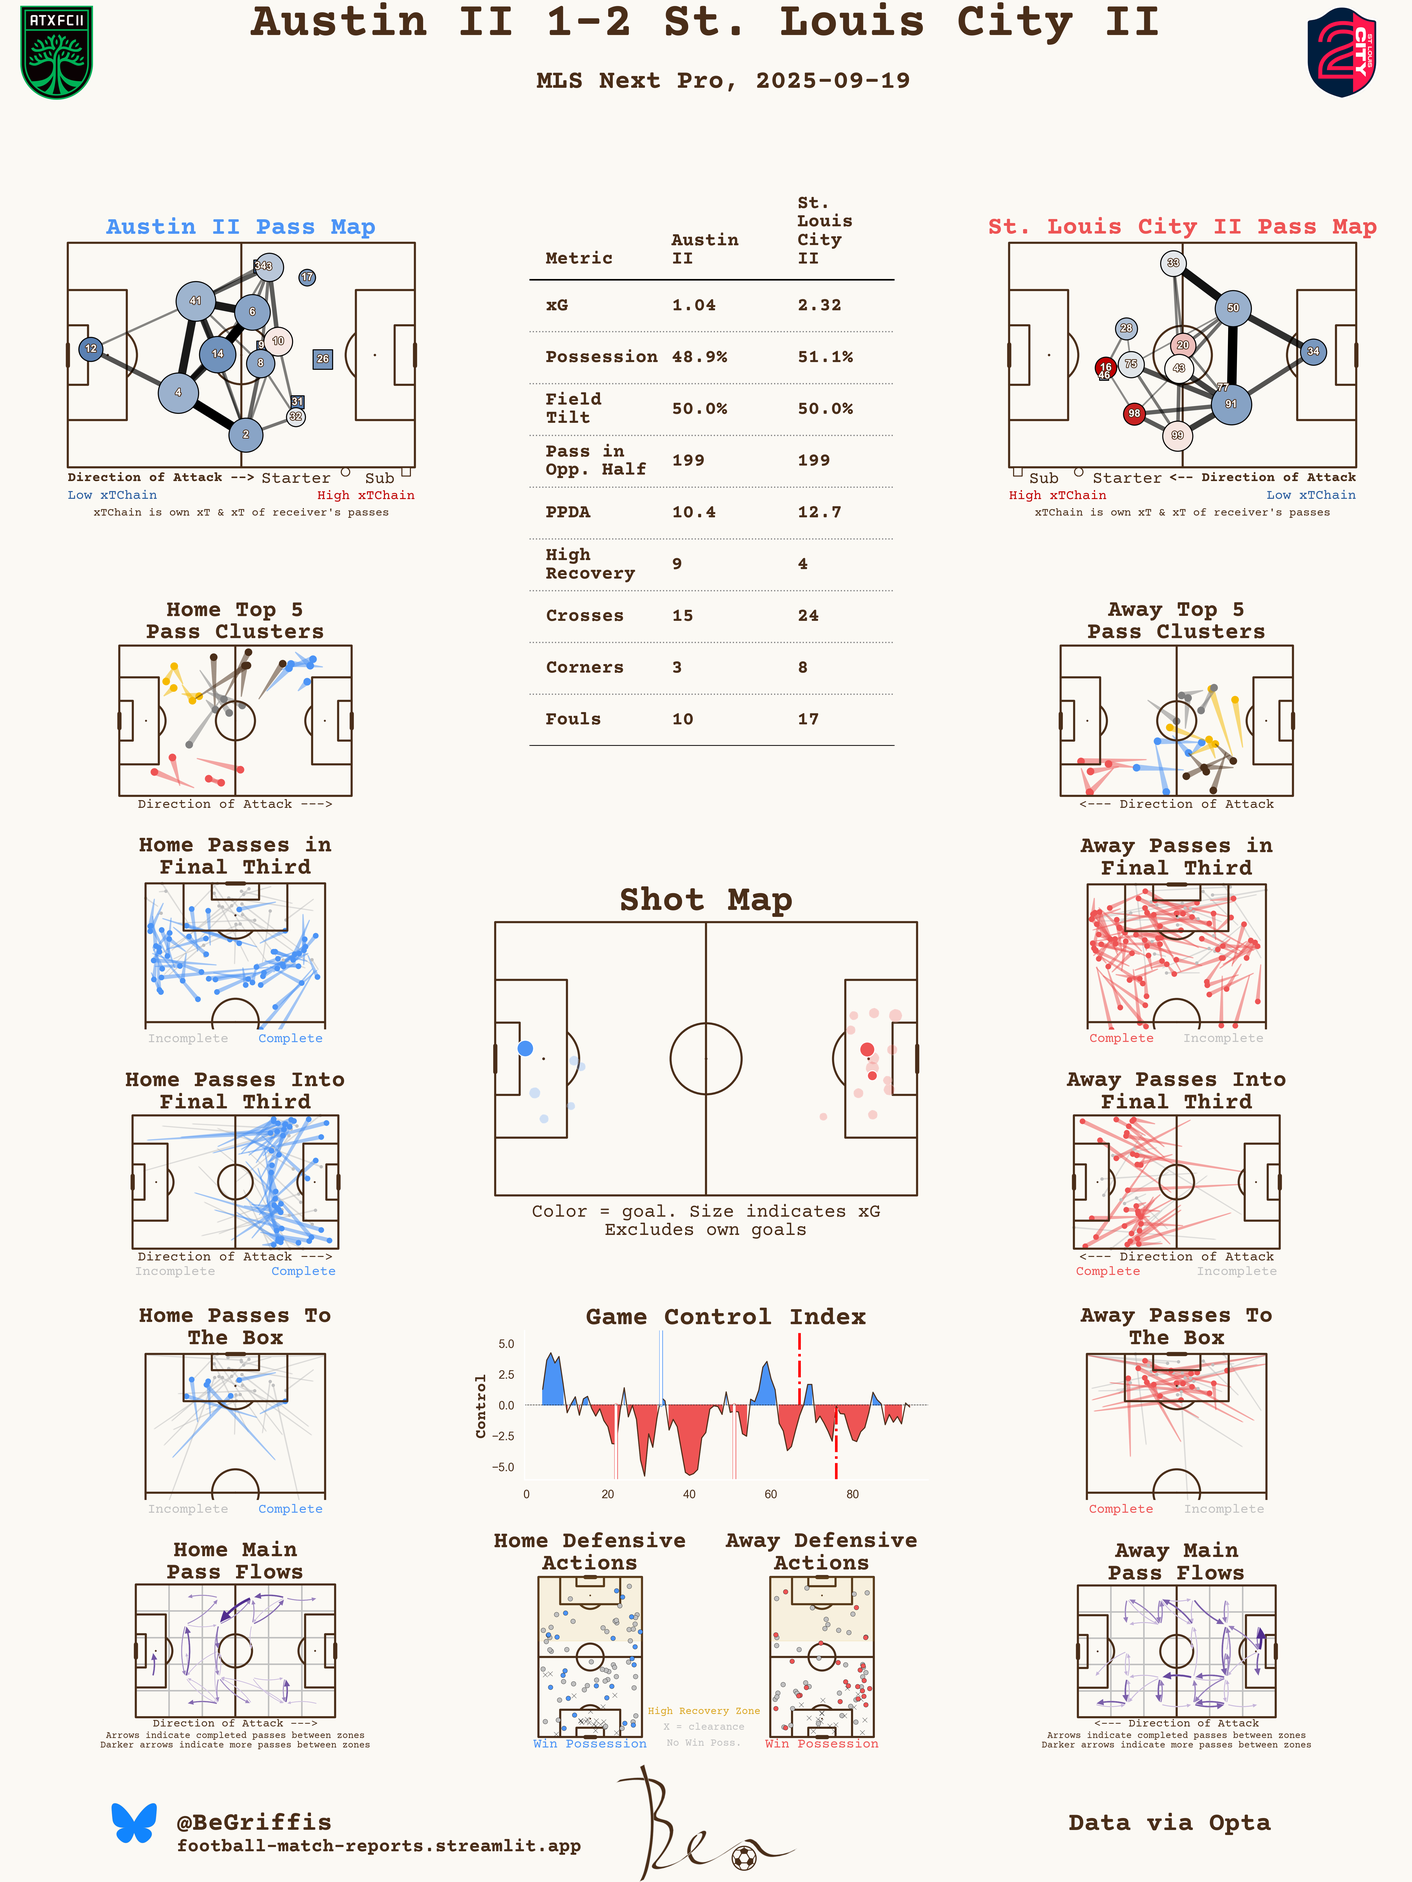 Austin II 1-2 St. Louis City II
MLS Next Pro, 2025-09-19
ATXFCII
ST LOUIS
CITY
Austin II Pass Map
41
343
17
6
9
10
12
14
8
26
4
31
32
2
Direction of Attack --> Starter Sub
Low xTChain High xTChain
xTChain is own xT & xT of receiver's passes
Metric Austin II St. Louis City II
xG 1.04 2.32
Possession 48.9% 51.1%
Field Tilt 50.0% 50.0%
Pass in Opp. Half 199 199
PPDA 10.4 12.7
High Recovery 9 4
Crosses 15 24
Corners 3 8
Fouls 10 17
St. Louis City II Pass Map
33
50
28
20
34
16
46
75
43
77
98
91
99
Sub Starter <-- Direction of Attack
High xTChain Low xTChain
xTChain is own xT & xT of receiver's passes
Home Top 5
Pass Clusters
Direction of Attack --->
Away Top 5
Pass Clusters
<--- Direction of Attack
Home Passes in
Final Third
Incomplete Complete
Away Passes in
Final Third
Complete Incomplete
Shot Map
Color = goal. Size indicates xG
Excludes own goals
Home Passes Into
Final Third
Direction of Attack --->
Incomplete Complete
Away Passes Into
Final Third
<--- Direction of Attack
Complete Incomplete
Home Passes To
The Box
Incomplete Complete
Game Control Index
Control
5.0
2.5
0.0
−2.5
−5.0
0 20 40 60 80
Away Passes To
The Box
Complete Incomplete
Home Main
Pass Flows
Direction of Attack --->
Arrows indicate completed passes between zones
Darker arrows indicate more passes between zones
Home Defensive
Actions
Win Possession
High Recovery Zone
X = clearance
No Win Poss.
Away Defensive
Actions
Win Possession
Away Main
Pass Flows
<--- Direction of Attack
Arrows indicate completed passes between zones
Darker arrows indicate more passes between zones
@BeGriffis
football-match-reports.streamlit.app
Ben
Data via Opta